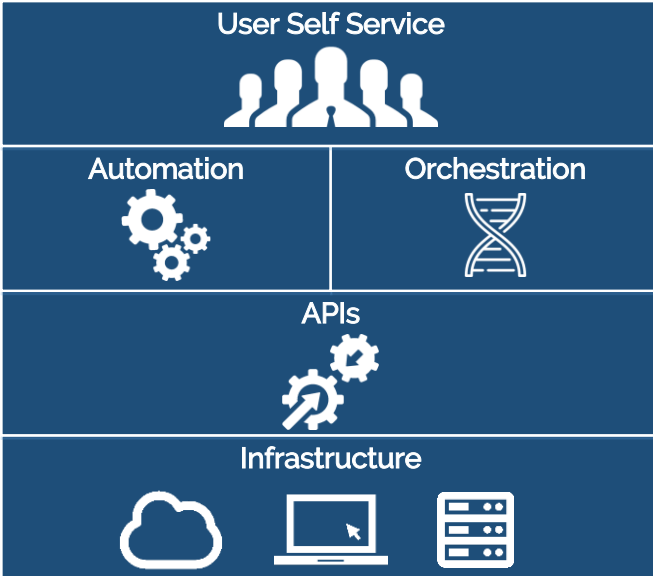 User Self Service
Automation
Orchestration
APIs
Infrastructure